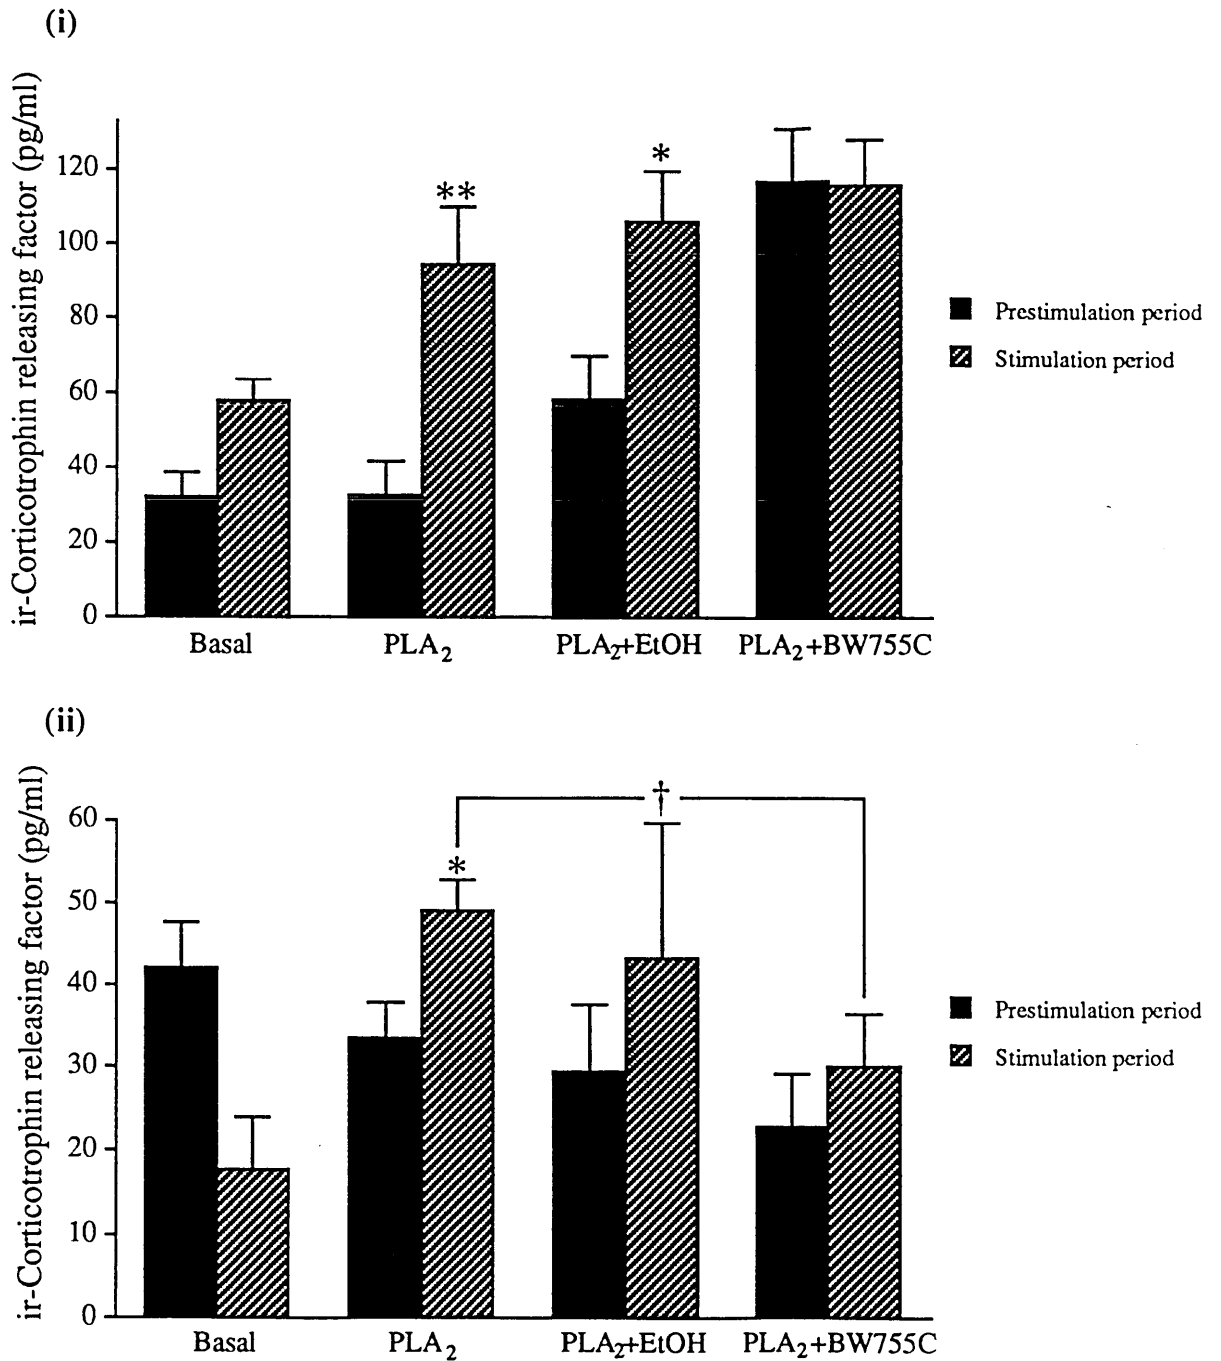 (i)
ir-Corticotrophin releasing factor (pg/ml)
120
100
80
60
40
20
0
**
*
Basal
PLA₂
PLA₂+EtOH
PLA₂+BW755C
Prestimulation period
Stimulation period
(ii)
ir-Corticotrophin releasing factor (pg/ml)
60
50
40
30
20
10
0
*
†
Basal
PLA₂
PLA₂+EtOH
PLA₂+BW755C
Prestimulation period
Stimulation period